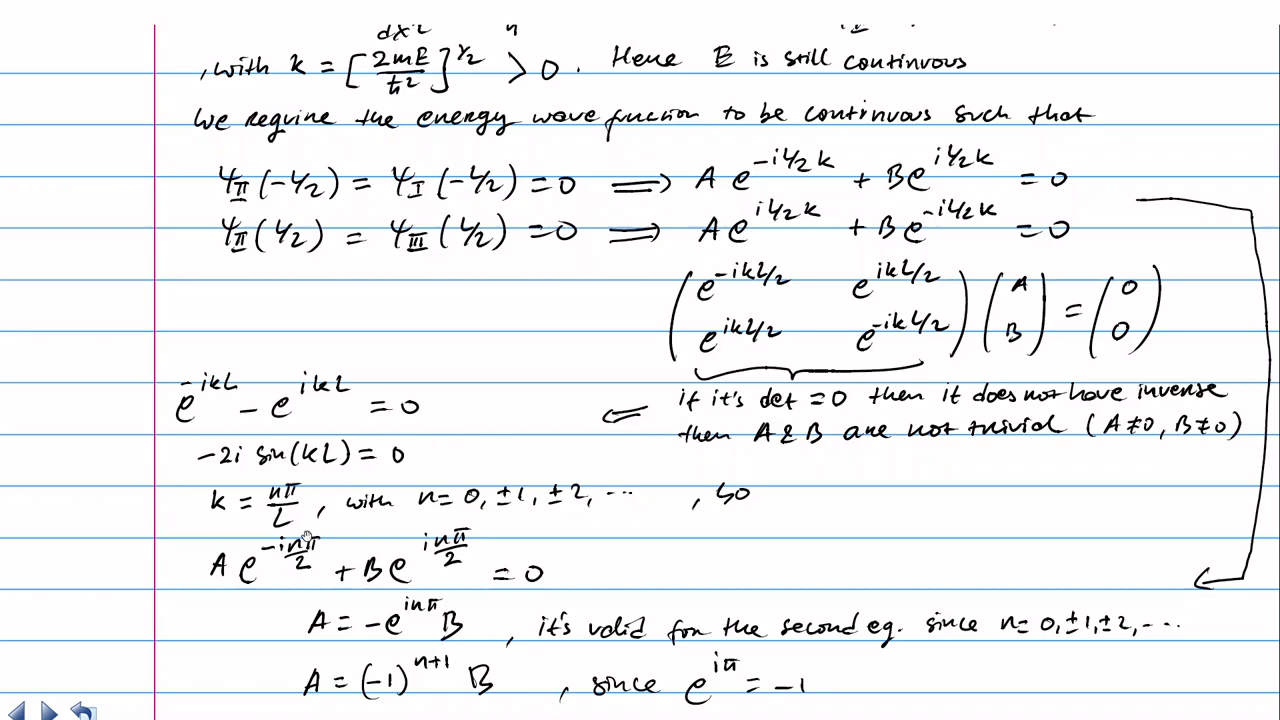 dx²
, with k = [2mE/ħ²]^1/2 > 0. Hence E is still continuous
We require the energy wave function to be continuous such that
Ψ_II(-L/2) = Ψ_I(-L/2) = 0 ⟹ A e^{-iL/2 k} + B e^{iL/2 k} = 0
Ψ_II(L/2) = Ψ_III(L/2) = 0 ⟹ A e^{iL/2 k} + B e^{-iL/2 k} = 0
( e^{-ikL/2} e^{ikL/2} ) ( A ) = ( 0 )
( e^{ikL/2} e^{-ikL/2} ) ( B ) ( 0 )
e^{-ikL} - e^{ikL} = 0 ⟸ if it's det = 0 then it does not have inverse
then A & B are not trivial (A≠0, B≠0)
-2i sin(kL) = 0
k = nπ/L, with n = 0, ±1, ±2, ... , so
A e^{-inπ/2} + B e^{inπ/2} = 0
A = -e^{inπ} B, it's valid for the second eq. since n = 0, ±1, ±2, ...
A = (-1)^{n+1} B, since e^{iπ} = -1